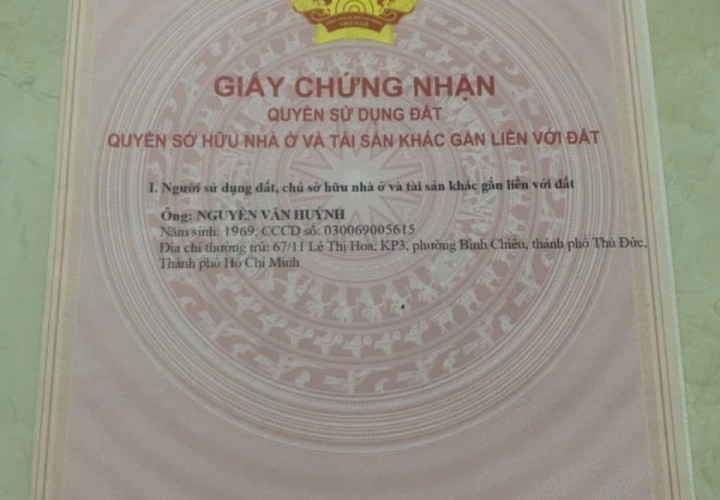 GIẤY CHỨNG NHẬN
QUYỀN SỬ DỤNG ĐẤT
QUYỀN SỞ HỮU NHÀ Ở VÀ TÀI SẢN KHÁC GẮN LIỀN VỚI ĐẤT
I. Người sử dụng đất, chủ sở hữu nhà ở và tài sản khác gắn liền với đất
Ông: NGUYỄN VĂN HUỲNH
Năm sinh: 1969, CCCD số: 030069005615
Địa chỉ thường trú: 67/11 Lê Thị Hoa, KP3, phường Bình Chiểu, thành phố Thủ Đức,
Thành phố Hồ Chí Minh